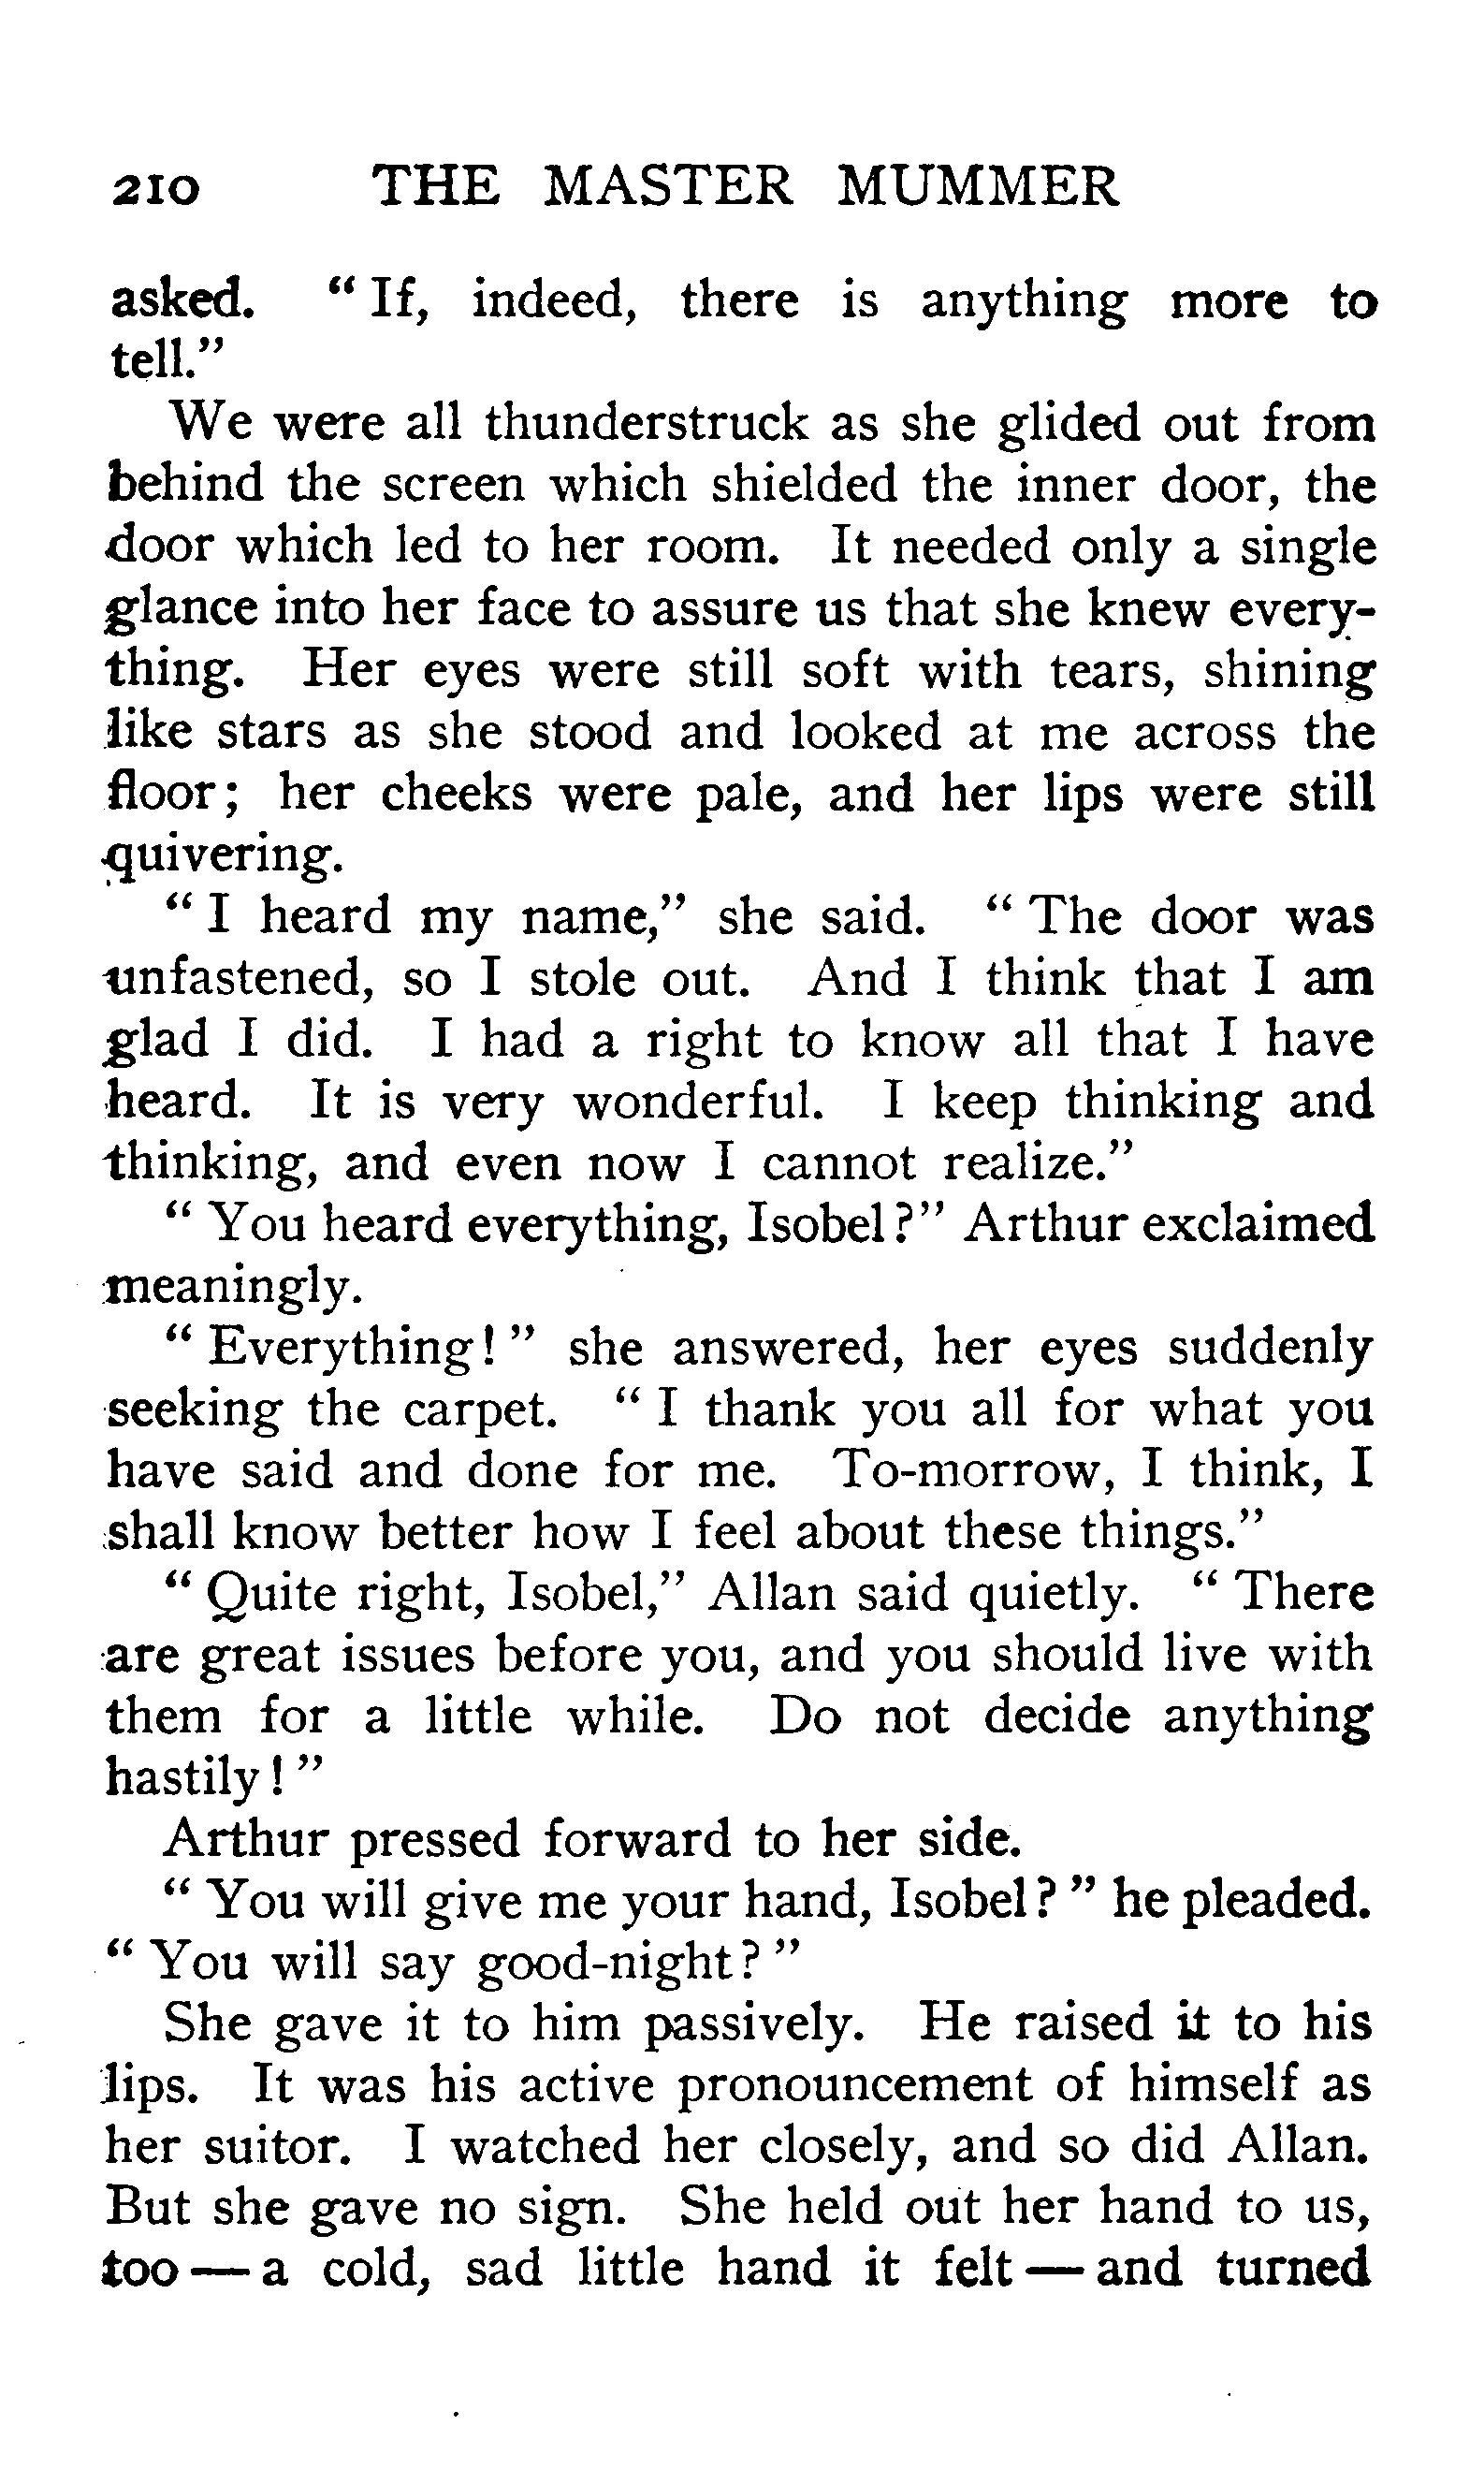 210 THE MASTER MUMMER
asked. “ If, indeed, there is anything more to
tell.”
We were all thunderstruck as she glided out from
behind the screen which shielded the inner door, the
door which led to her room. It needed only a single
glance into her face to assure us that she knew every-
thing. Her eyes were still soft with tears, shining
like stars as she stood and looked at me across the
floor; her cheeks were pale, and her lips were still
quivering.
“ I heard my name,” she said. “ The door was
unfastened, so I stole out. And I think that I am
glad I did. I had a right to know all that I have
heard. It is very wonderful. I keep thinking and
thinking, and even now I cannot realize.”
“ You heard everything, Isobel?” Arthur exclaimed
meaningly.
“ Everything! ” she answered, her eyes suddenly
seeking the carpet. “ I thank you all for what you
have said and done for me. To-morrow, I think, I
shall know better how I feel about these things.”
“ Quite right, Isobel,” Allan said quietly. “ There
are great issues before you, and you should live with
them for a little while. Do not decide anything
hastily! ”
Arthur pressed forward to her side.
“ You will give me your hand, Isobel? ” he pleaded.
“ You will say good-night? ”
She gave it to him passively. He raised it to his
lips. It was his active pronouncement of himself as
her suitor. I watched her closely, and so did Allan.
But she gave no sign. She held out her hand to us,
too — a cold, sad little hand it felt — and turned